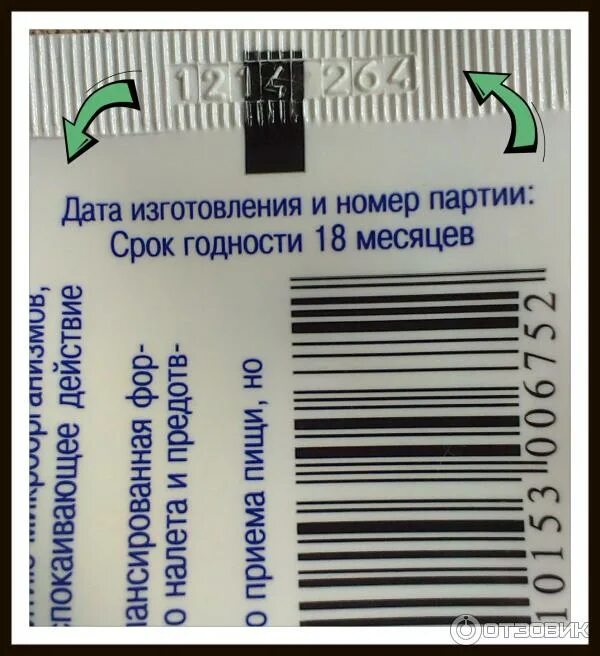 1214 264
Дата изготовления и номер партии:
Срок годности 18 месяцев
спокаивающее действие
ансированная фор-
о налета и предотв-
о приема пищи, но
10153 006752
ОТЗОВИК